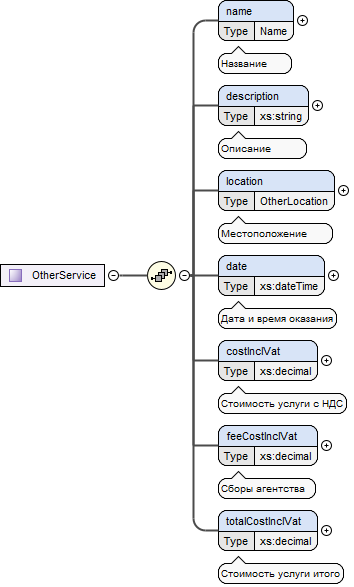 name
Type Name
Название
description
Type xs:string
Описание
location
Type OtherLocation
Местоположение
OtherService
date
Type xs:dateTime
Дата и время оказания
costInclVat
Type xs:decimal
Стоимость услуги с НДС
feeCostInclVat
Type xs:decimal
Сборы агентства
totalCostInclVat
Type xs:decimal
Стоимость услуги итого